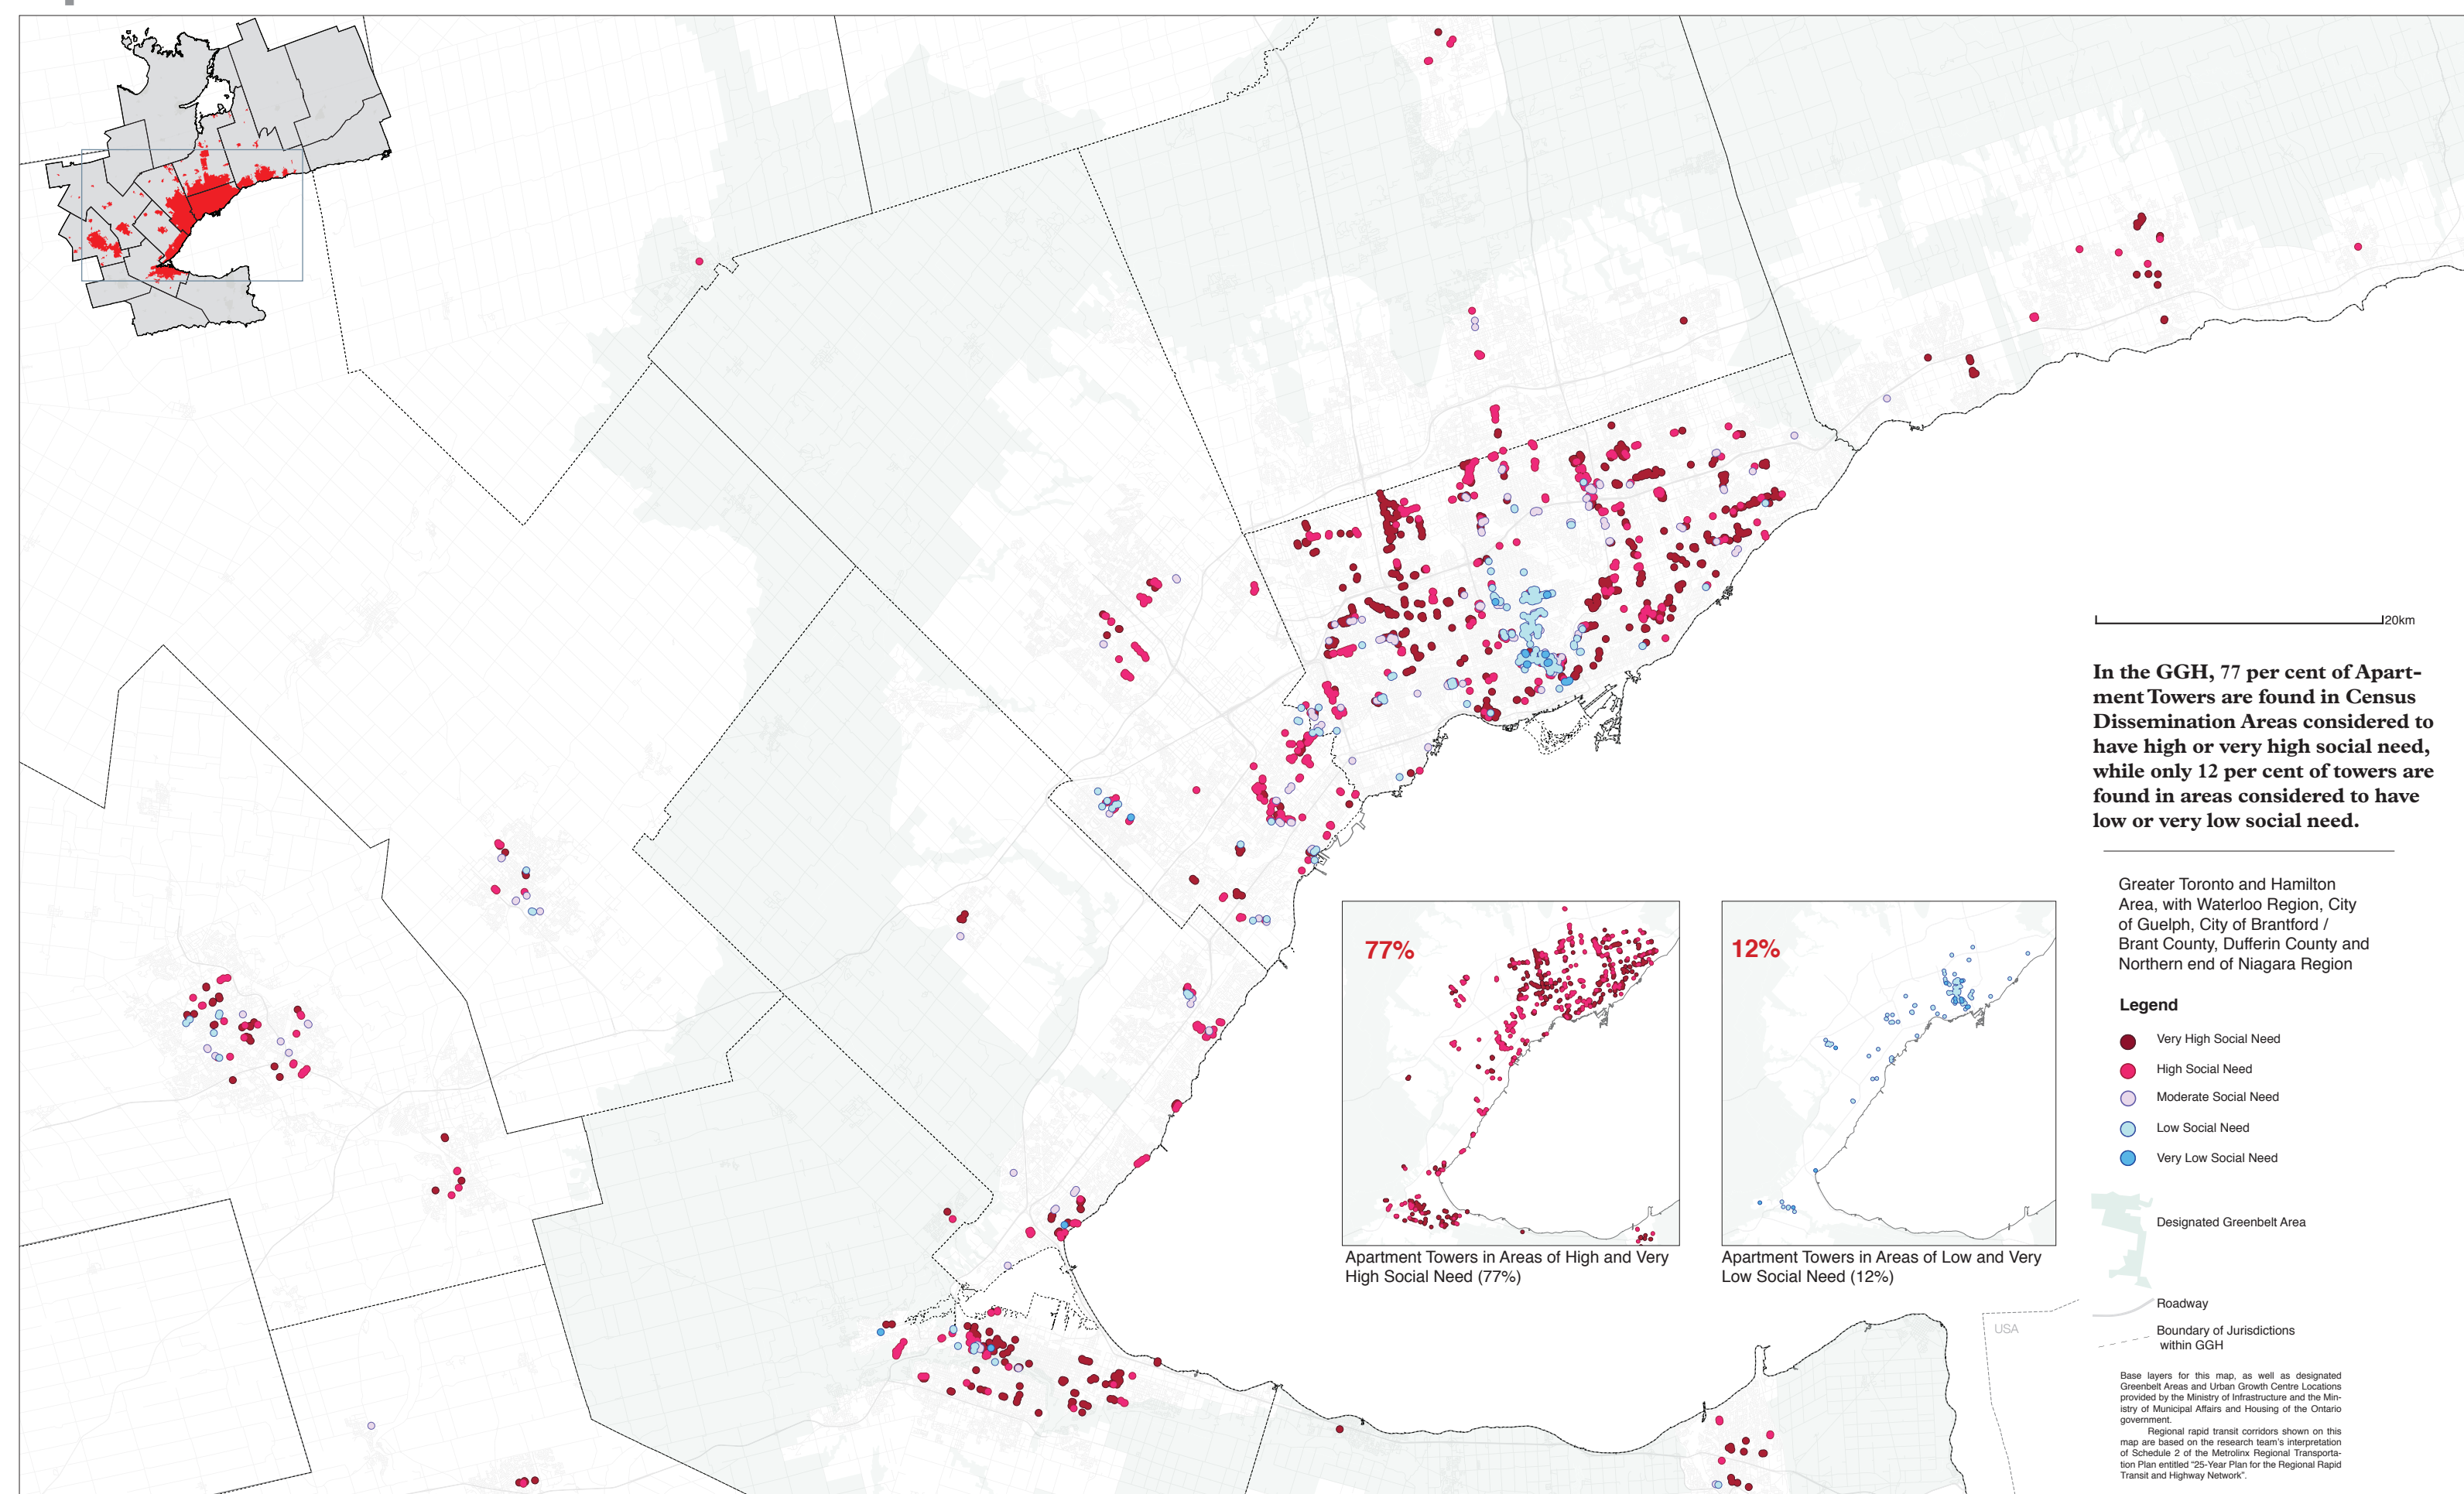 20km
In the GGH, 77 per cent of Apart-
ment Towers are found in Census
Dissemination Areas considered to
have high or very high social need,
while only 12 per cent of towers are
found in areas considered to have
low or very low social need.
Greater Toronto and Hamilton
Area, with Waterloo Region, City
of Guelph, City of Brantford /
Brant County, Dufferin County and
Northern end of Niagara Region
Legend
Very High Social Need
High Social Need
Moderate Social Need
Low Social Need
Very Low Social Need
Designated Greenbelt Area
Roadway
Boundary of Jurisdictions
within GGH
77%
Apartment Towers in Areas of High and Very
High Social Need (77%)
12%
Apartment Towers in Areas of Low and Very
Low Social Need (12%)
USA
Base layers for this map, as well as designated
Greenbelt Areas and Urban Growth Centre Locations
provided by the Ministry of Infrastructure and the Min-
istry of Municipal Affairs and Housing of the Ontario
government.
Regional rapid transit corridors shown on this
map are based on the research team's interpretation
of Schedule 2 of the Metrolinx Regional Transporta-
tion Plan entitled "25-Year Plan for the Regional Rapid
Transit and Highway Network".